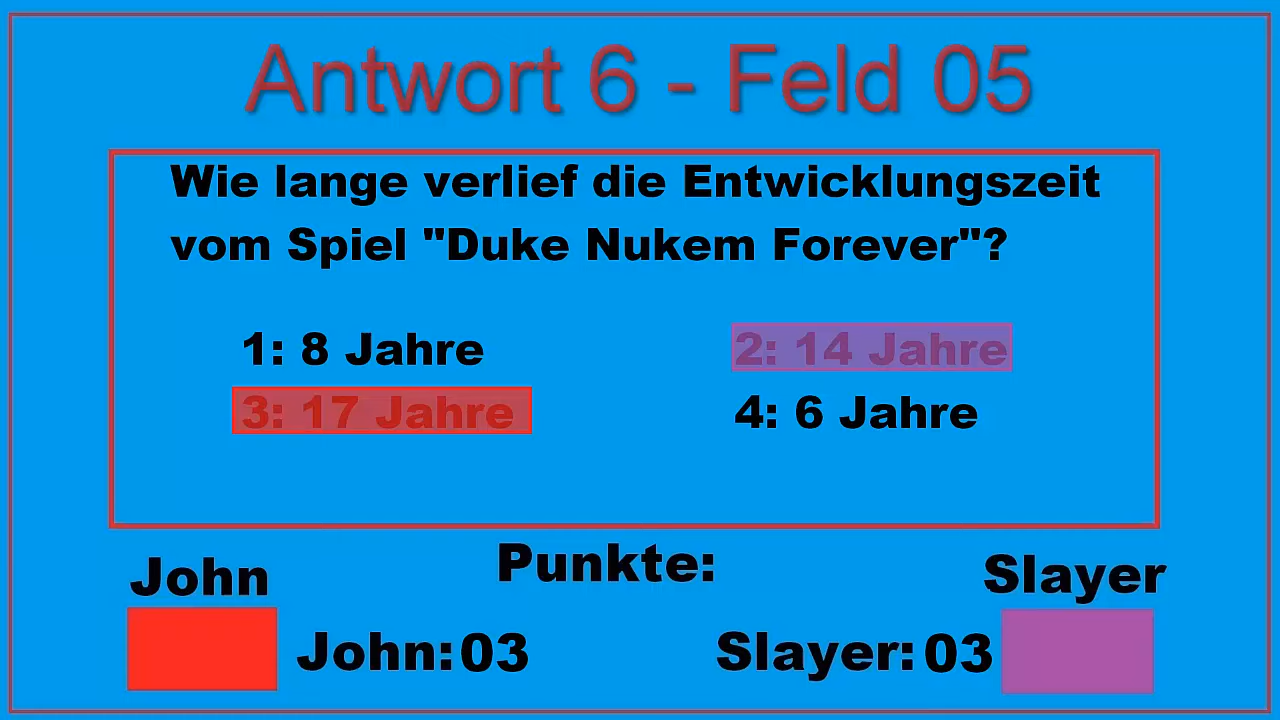 Antwort 6 - Feld 05
Wie lange verlief die Entwicklungszeit
vom Spiel "Duke Nukem Forever"?
1: 8 Jahre
2: 14 Jahre
3: 17 Jahre
4: 6 Jahre
Punkte:
John
Slayer
John: 03
Slayer: 03